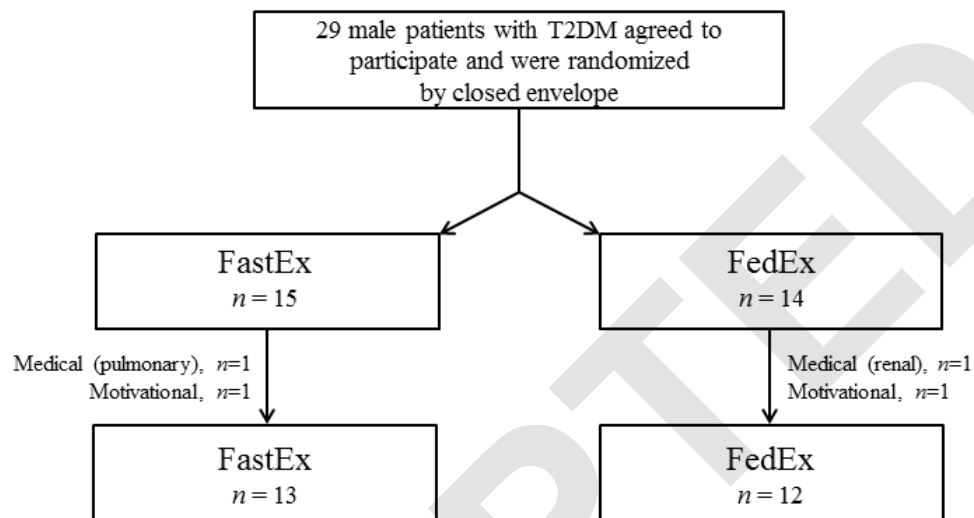 29 male patients with T2DM agreed to
participate and were randomized
by closed envelope
FastEx
n = 15
FedEx
n = 14
Medical (pulmonary), n=1
Motivational, n=1
Medical (renal), n=1
Motivational, n=1
FastEx
n = 13
FedEx
n = 12
PTED